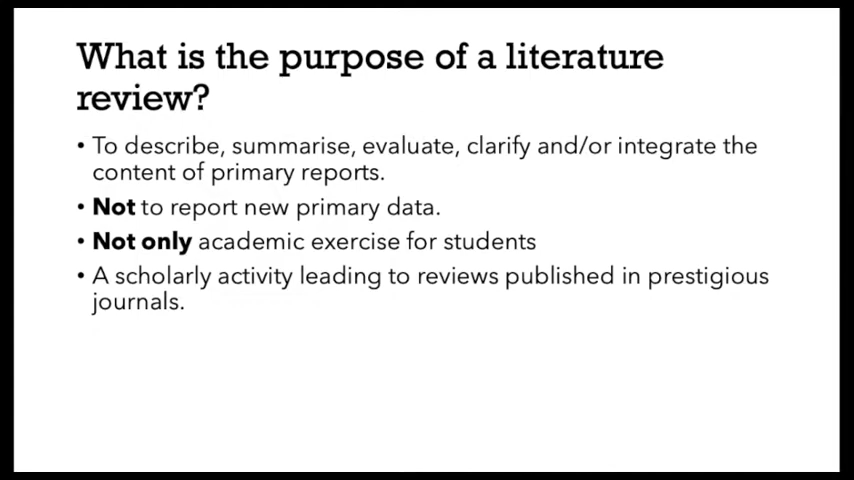 What is the purpose of a literature
review?
• To describe, summarise, evaluate, clarify and/or integrate the
content of primary reports.
• Not to report new primary data.
• Not only academic exercise for students
• A scholarly activity leading to reviews published in prestigious
journals.